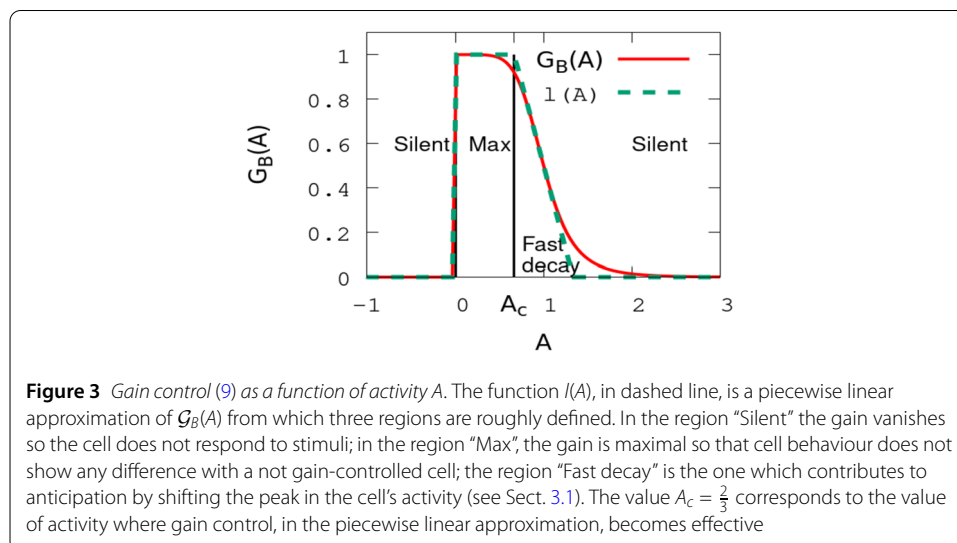 1
0.8
0.6
0.4
0.2
0
G_B(A)
G_B(A)
l(A)
Silent
Max
Silent
Fast
decay
−1
0
A_c
1
2
3
A
Figure 3 Gain control (9) as a function of activity A. The function l(A), in dashed line, is a piecewise linear
approximation of 𝒢_B(A) from which three regions are roughly defined. In the region “Silent” the gain vanishes
so the cell does not respond to stimuli; in the region “Max”, the gain is maximal so that cell behaviour does not
show any difference with a not gain-controlled cell; the region “Fast decay” is the one which contributes to
anticipation by shifting the peak in the cell’s activity (see Sect. 3.1). The value A_c = 2/3 corresponds to the value
of activity where gain control, in the piecewise linear approximation, becomes effective